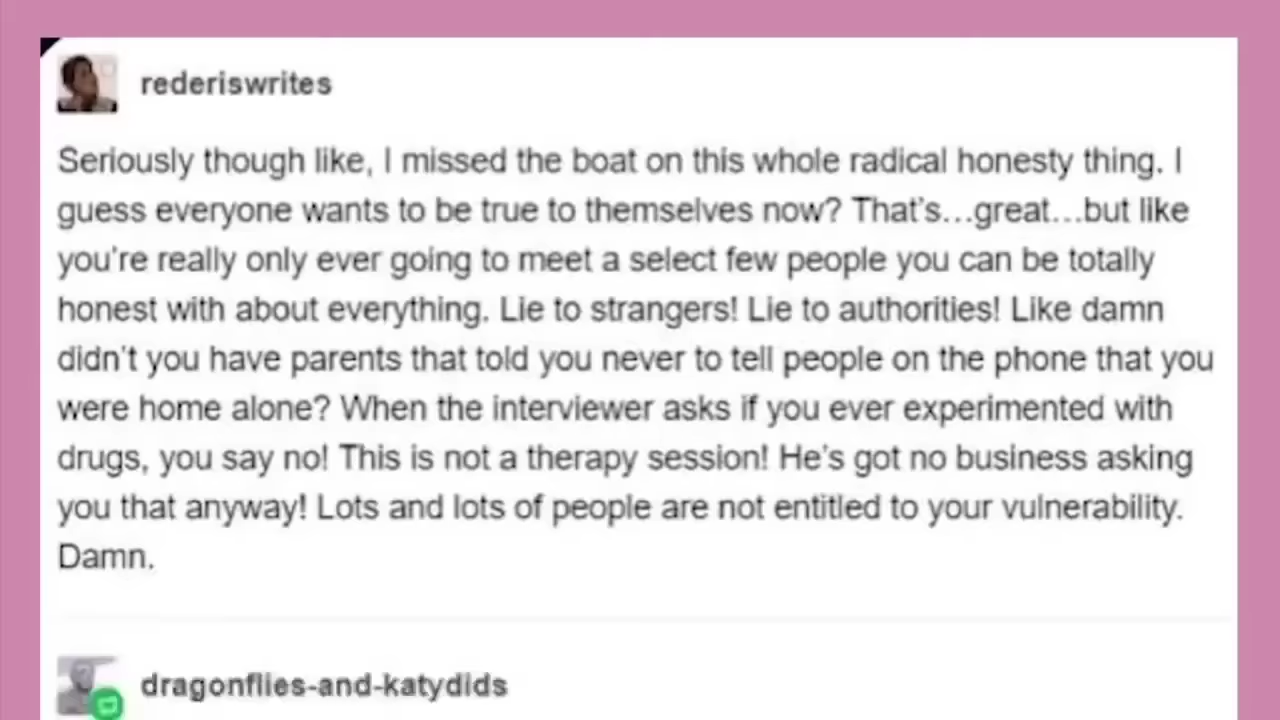 rederiswrites
Seriously though like, I missed the boat on this whole radical honesty thing. I
guess everyone wants to be true to themselves now? That's...great...but like
you're really only ever going to meet a select few people you can be totally
honest with about everything. Lie to strangers! Lie to authorities! Like damn
didn't you have parents that told you never to tell people on the phone that you
were home alone? When the interviewer asks if you ever experimented with
drugs, you say no! This is not a therapy session! He's got no business asking
you that anyway! Lots and lots of people are not entitled to your vulnerability.
Damn.
dragonflies-and-katydids